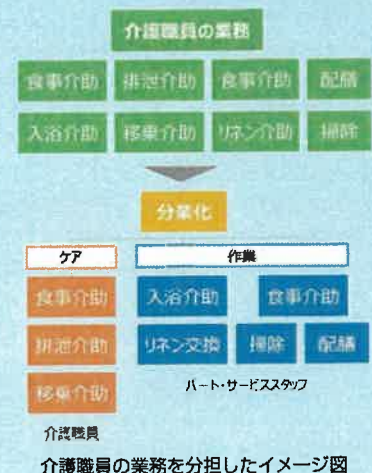 介護職員の業務
食事介助 排泄介助 食事介助 配膳
入浴介助 移乗介助 リネン介助 掃除
分業化
ケア 作業
食事介助 入浴介助 食事介助
排泄介助 リネン交換 掃除 配膳
移乗介助 パート・サービススタッフ
介護職員
介護職員の業務を分担したイメージ図